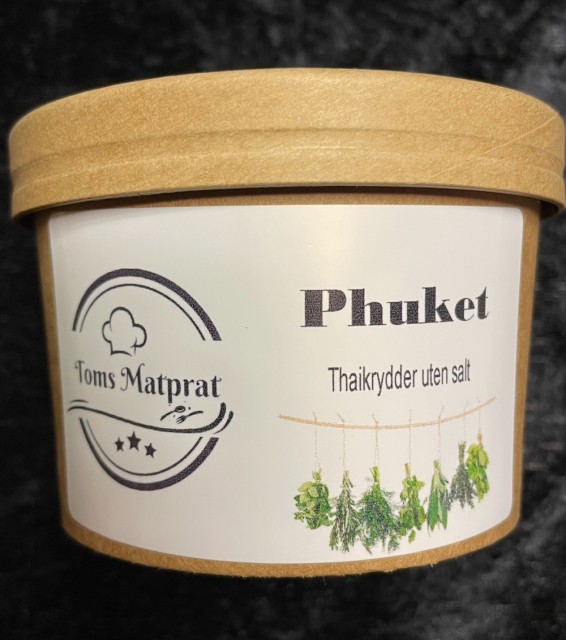 Toms Matprat
Phuket
Thaikrydder uten salt